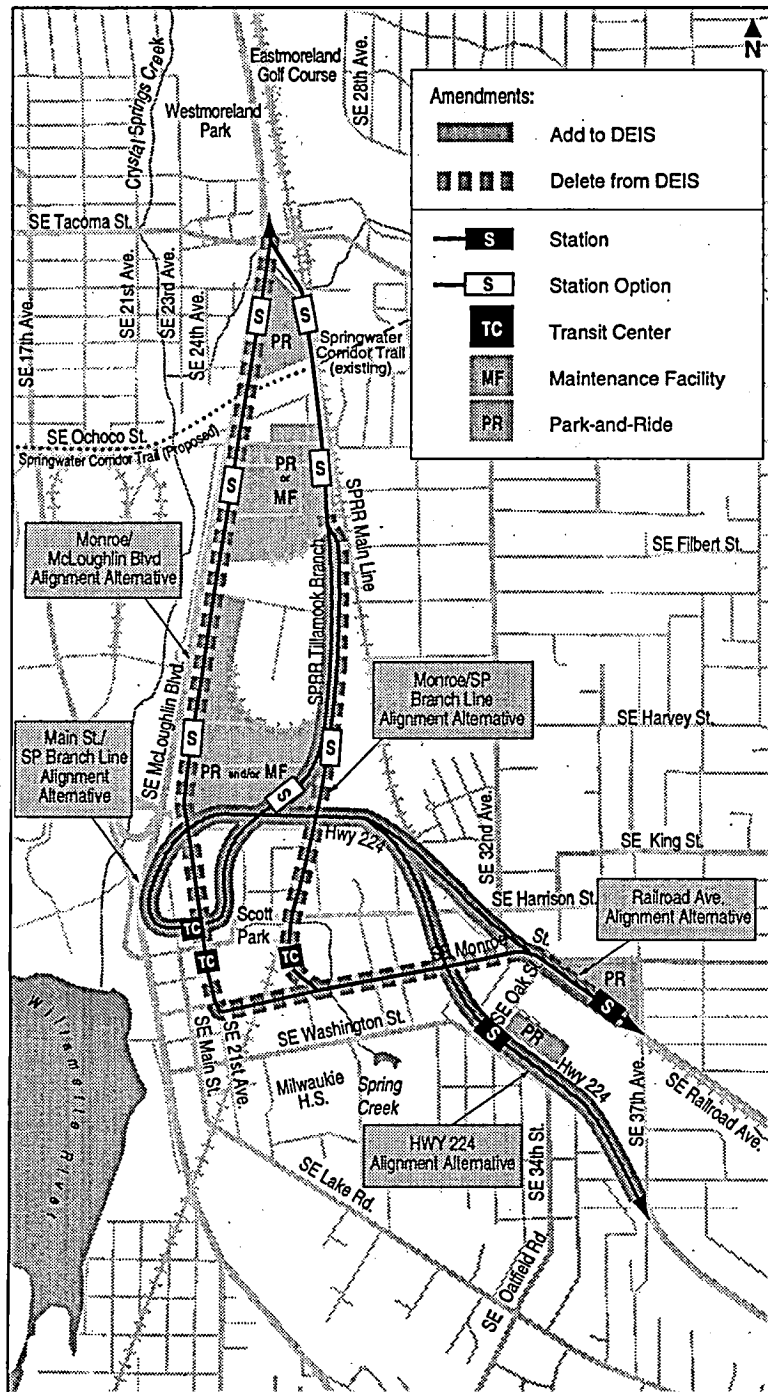 Eastmoreland
Golf Course
SE 28th Ave.
N
Crystal Springs Creek
Westmoreland
Park
Amendments:
Add to DEIS
Delete from DEIS
S Station
S Station Option
TC Transit Center
MF Maintenance Facility
PR Park-and-Ride
SE Tacoma St.
SE 17th Ave.
SE 21st Ave.
SE 23rd Ave.
SE 24th Ave.
S
S
PR
Springwater
Corridor Trail
(existing)
SE Ochoco St.
Springwater Corridor Trail (Proposed)
S
PR
or
MF
S
SPRR Main Line
Monroe/
McLoughlin Blvd
Alignment Alternative
SE Filbert St.
SPRR Tillamook Branch
SE McLoughlin Blvd
Monroe/SP
Branch Line
Alignment Alternative
Main St./
SP Branch Line
Alignment
Alternative
S
S
SE Harvey St.
PR and/or MF
S
SE 32nd Ave.
Hwy 224
SE King St.
SE Harrison St.
Railroad Ave.
Alignment Alternative
TC
Scott
Park
TC
TC
SE Monroe St.
PR
S
SE Oak St.
S
PR
Hwy 224
SE Washington St.
SE Main St.
SE 21st Ave.
Milwaukie
H.S.
Spring
Creek
SE 37th Ave.
SE Railroad Ave.
Willamette River
HWY 224
Alignment Alternative
SE 34th St.
SE Lake Rd.
SE Oatfield Rd.